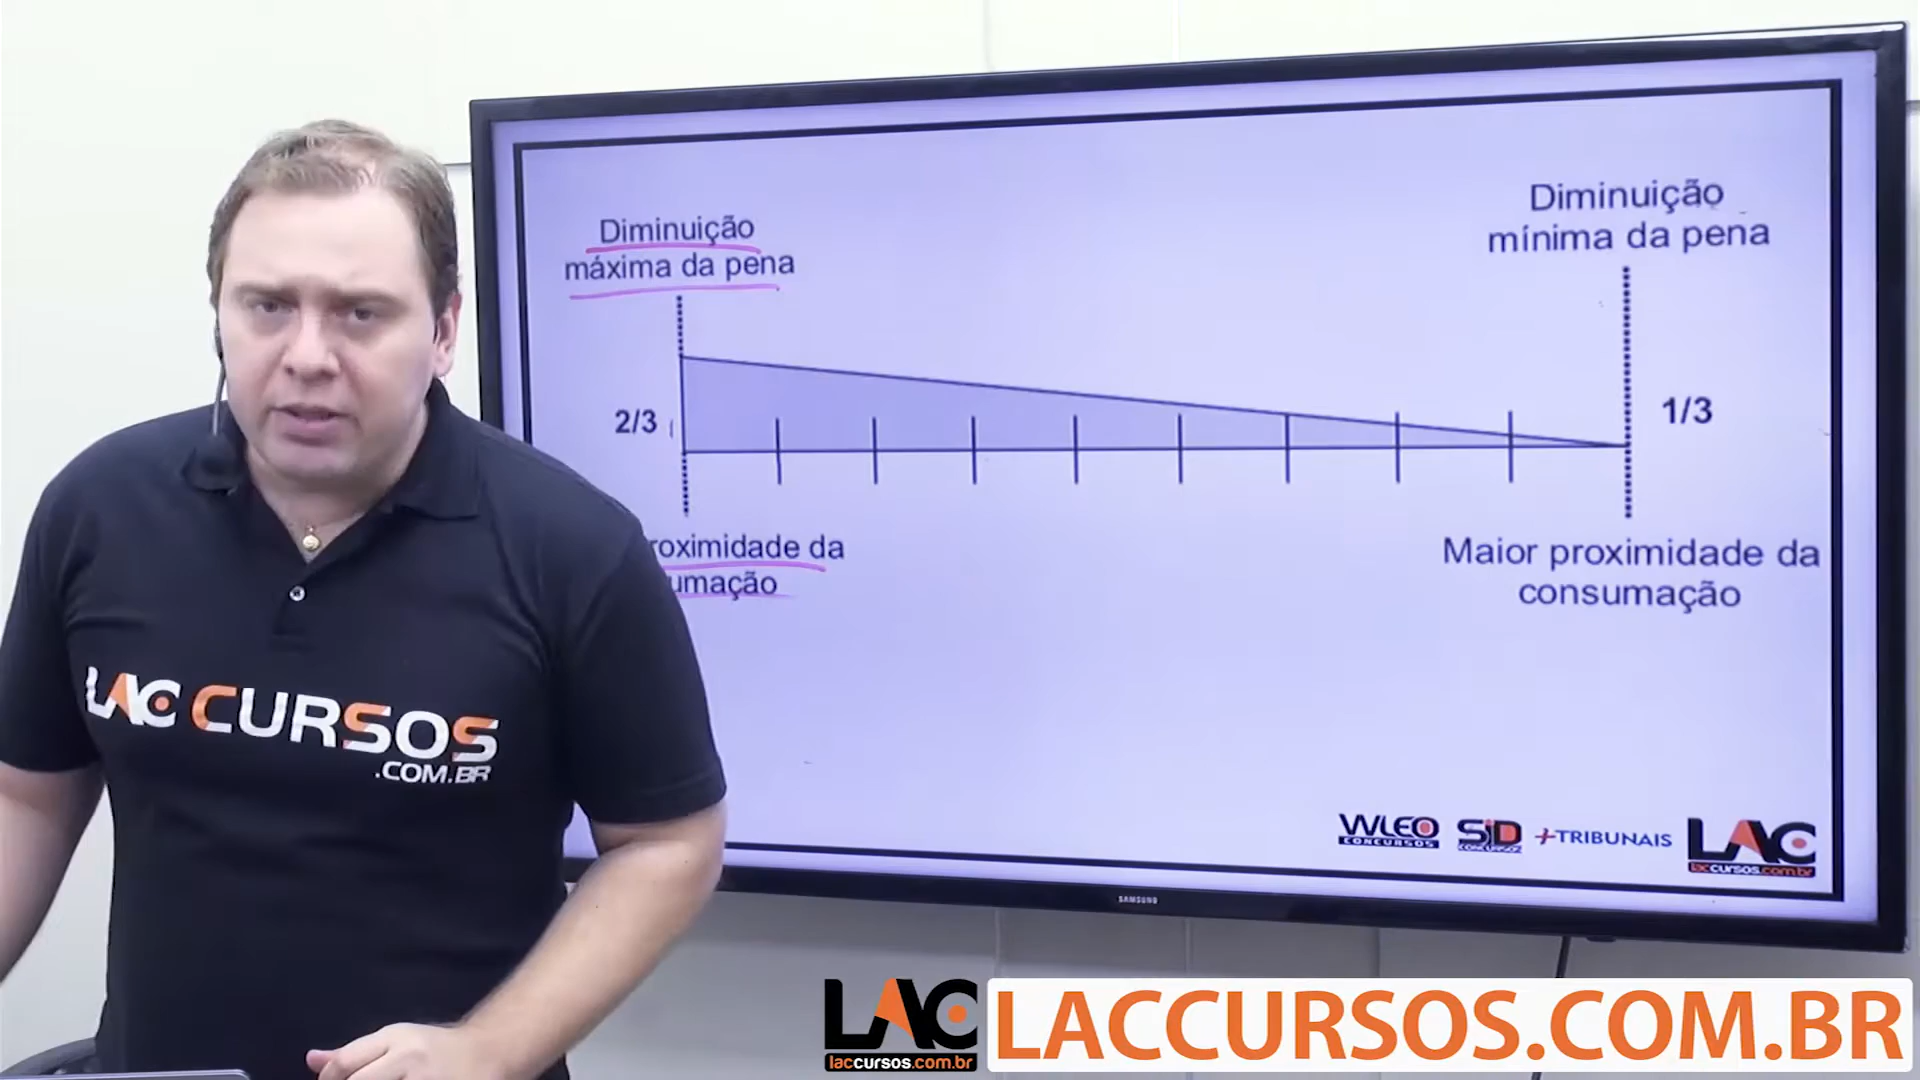 Diminuição
máxima da pena
Diminuição
mínima da pena
2/3
1/3
roximidade da
umação
Maior proximidade da
consumação
LAC CURSOS
.COM.BR
WLEO
CONCURSOS
SID
CONCURSOS
+TRIBUNAIS
LAC
laccursos.com.br
SAMSUNG
LAC
laccursos.com.br
LACCURSOS.COM.BR